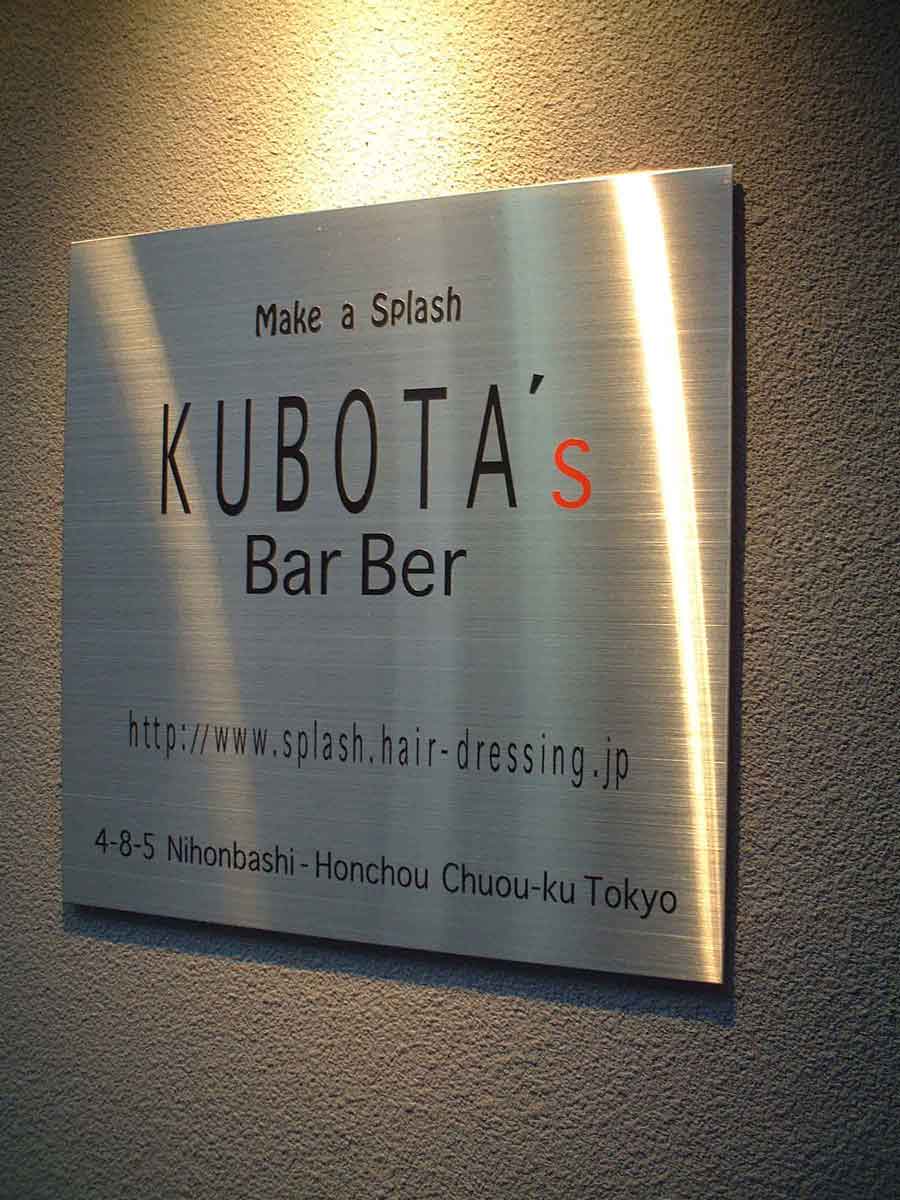 Make a Splash
KUBOTA's
Bar Ber
http://www.splash.hair-dressing.jp
4-8-5 Nihonbashi-Honchou Chuou-ku Tokyo